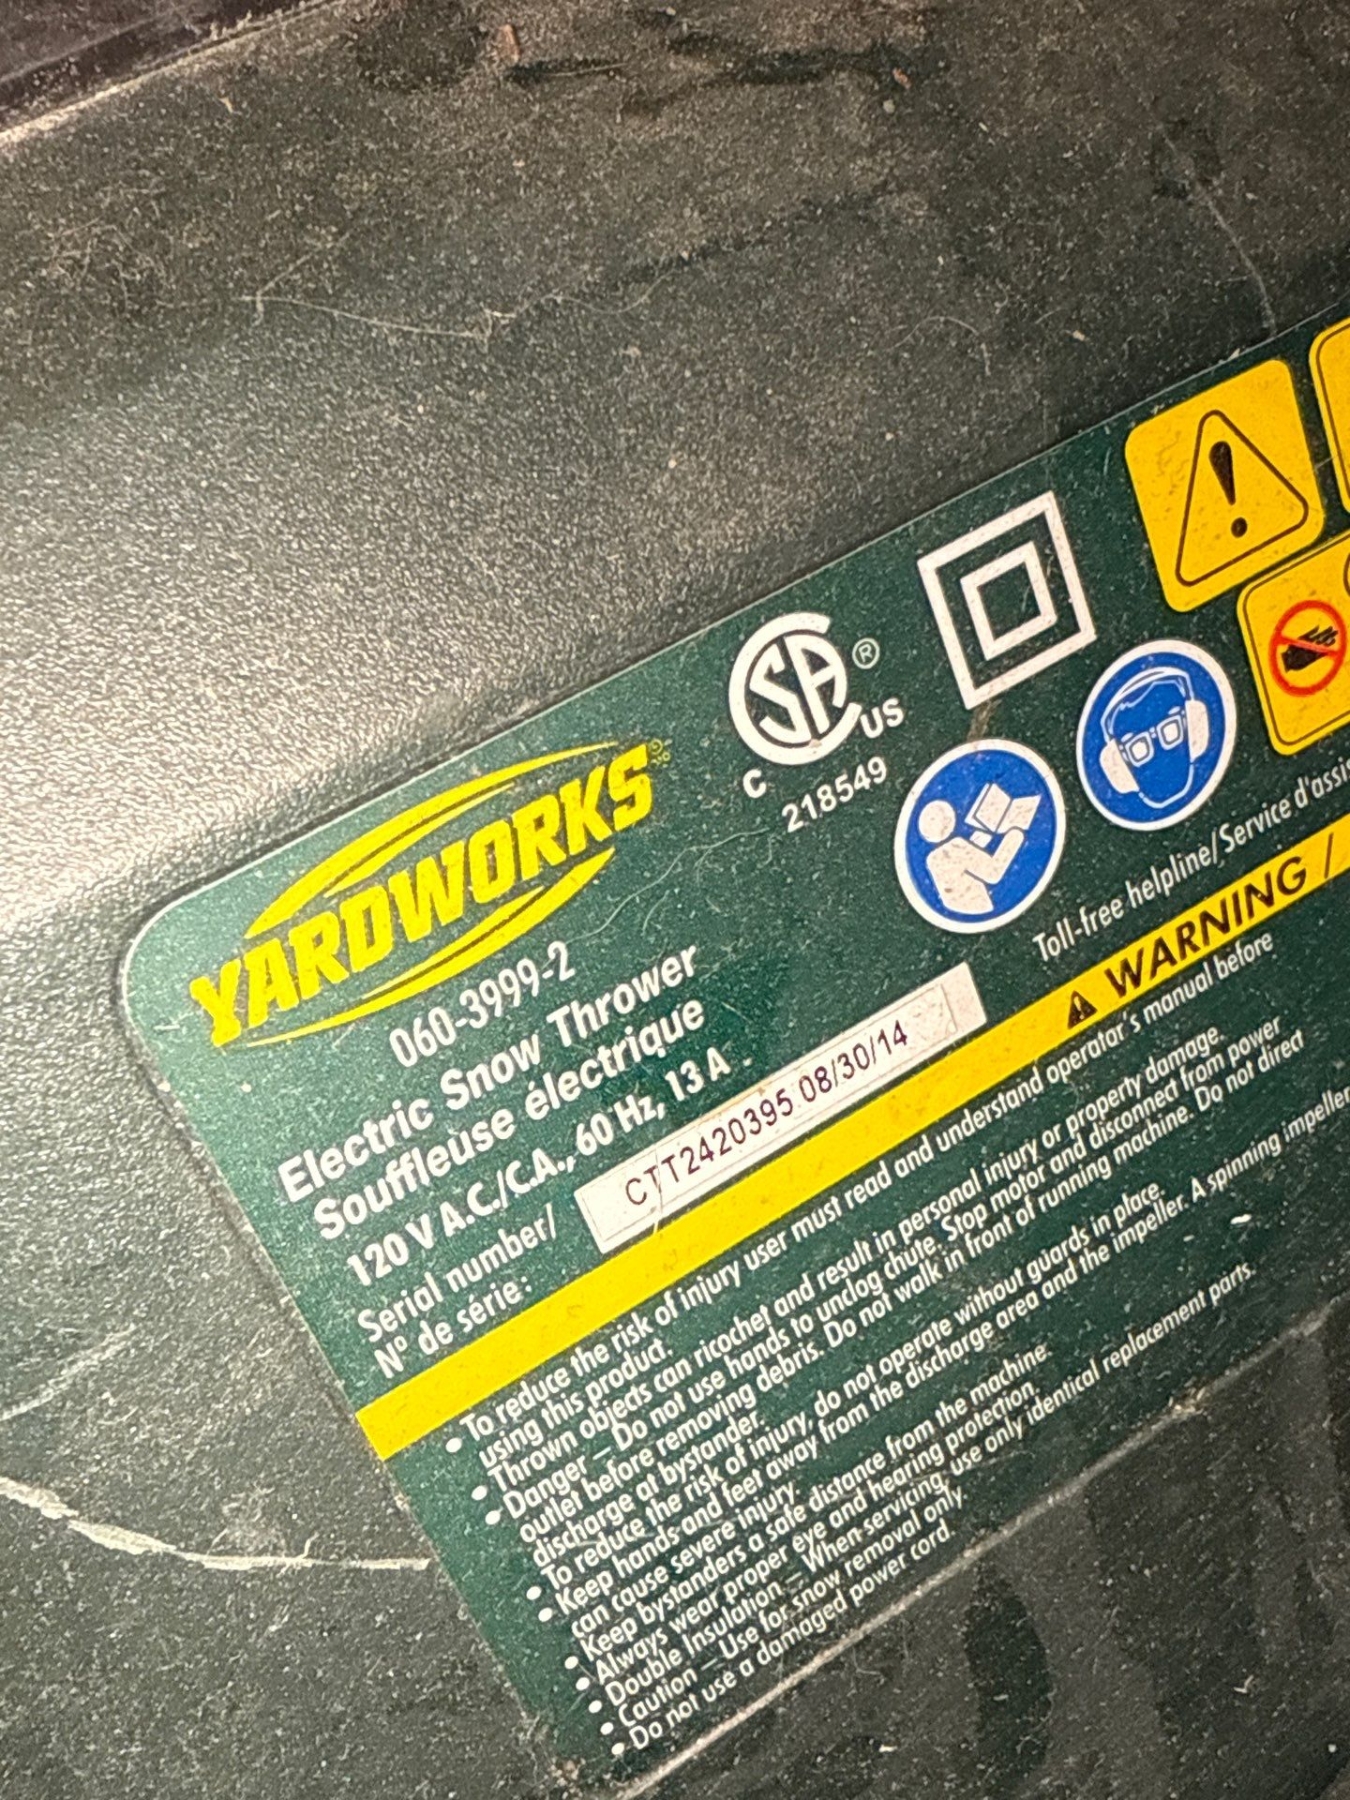 YARDWORKS
060-3999-2
Electric Snow Thrower
Souffleuse électrique
120 V A.C./C.A., 60 Hz, 13 A
Serial number/
N° de série:
CTT2420395 08/30/14
CSA®
C US
218549
Toll-free helpline/Service
WARNING /
• To reduce the risk of injury user must read and understand operator's manual before
using this product.
• Thrown objects can ricochet and result in personal injury or property damage.
• Danger – Do not use hands to unclog chute. Stop motor and disconnect from power
outlet before removing debris. Do not walk in front of running machine. Do not direct
discharge at bystander.
• To reduce the risk of injury, do not operate without guards in place.
• Keep hands and feet away from the discharge area and the impeller. A spinning impeller
can cause severe injury.
• Keep bystanders a safe distance from the machine.
• Always wear proper eye and hearing protection.
• Double Insulation – When servicing, use only identical replacement parts.
• Caution – Use for snow removal only.
• Do not use a damaged power cord.